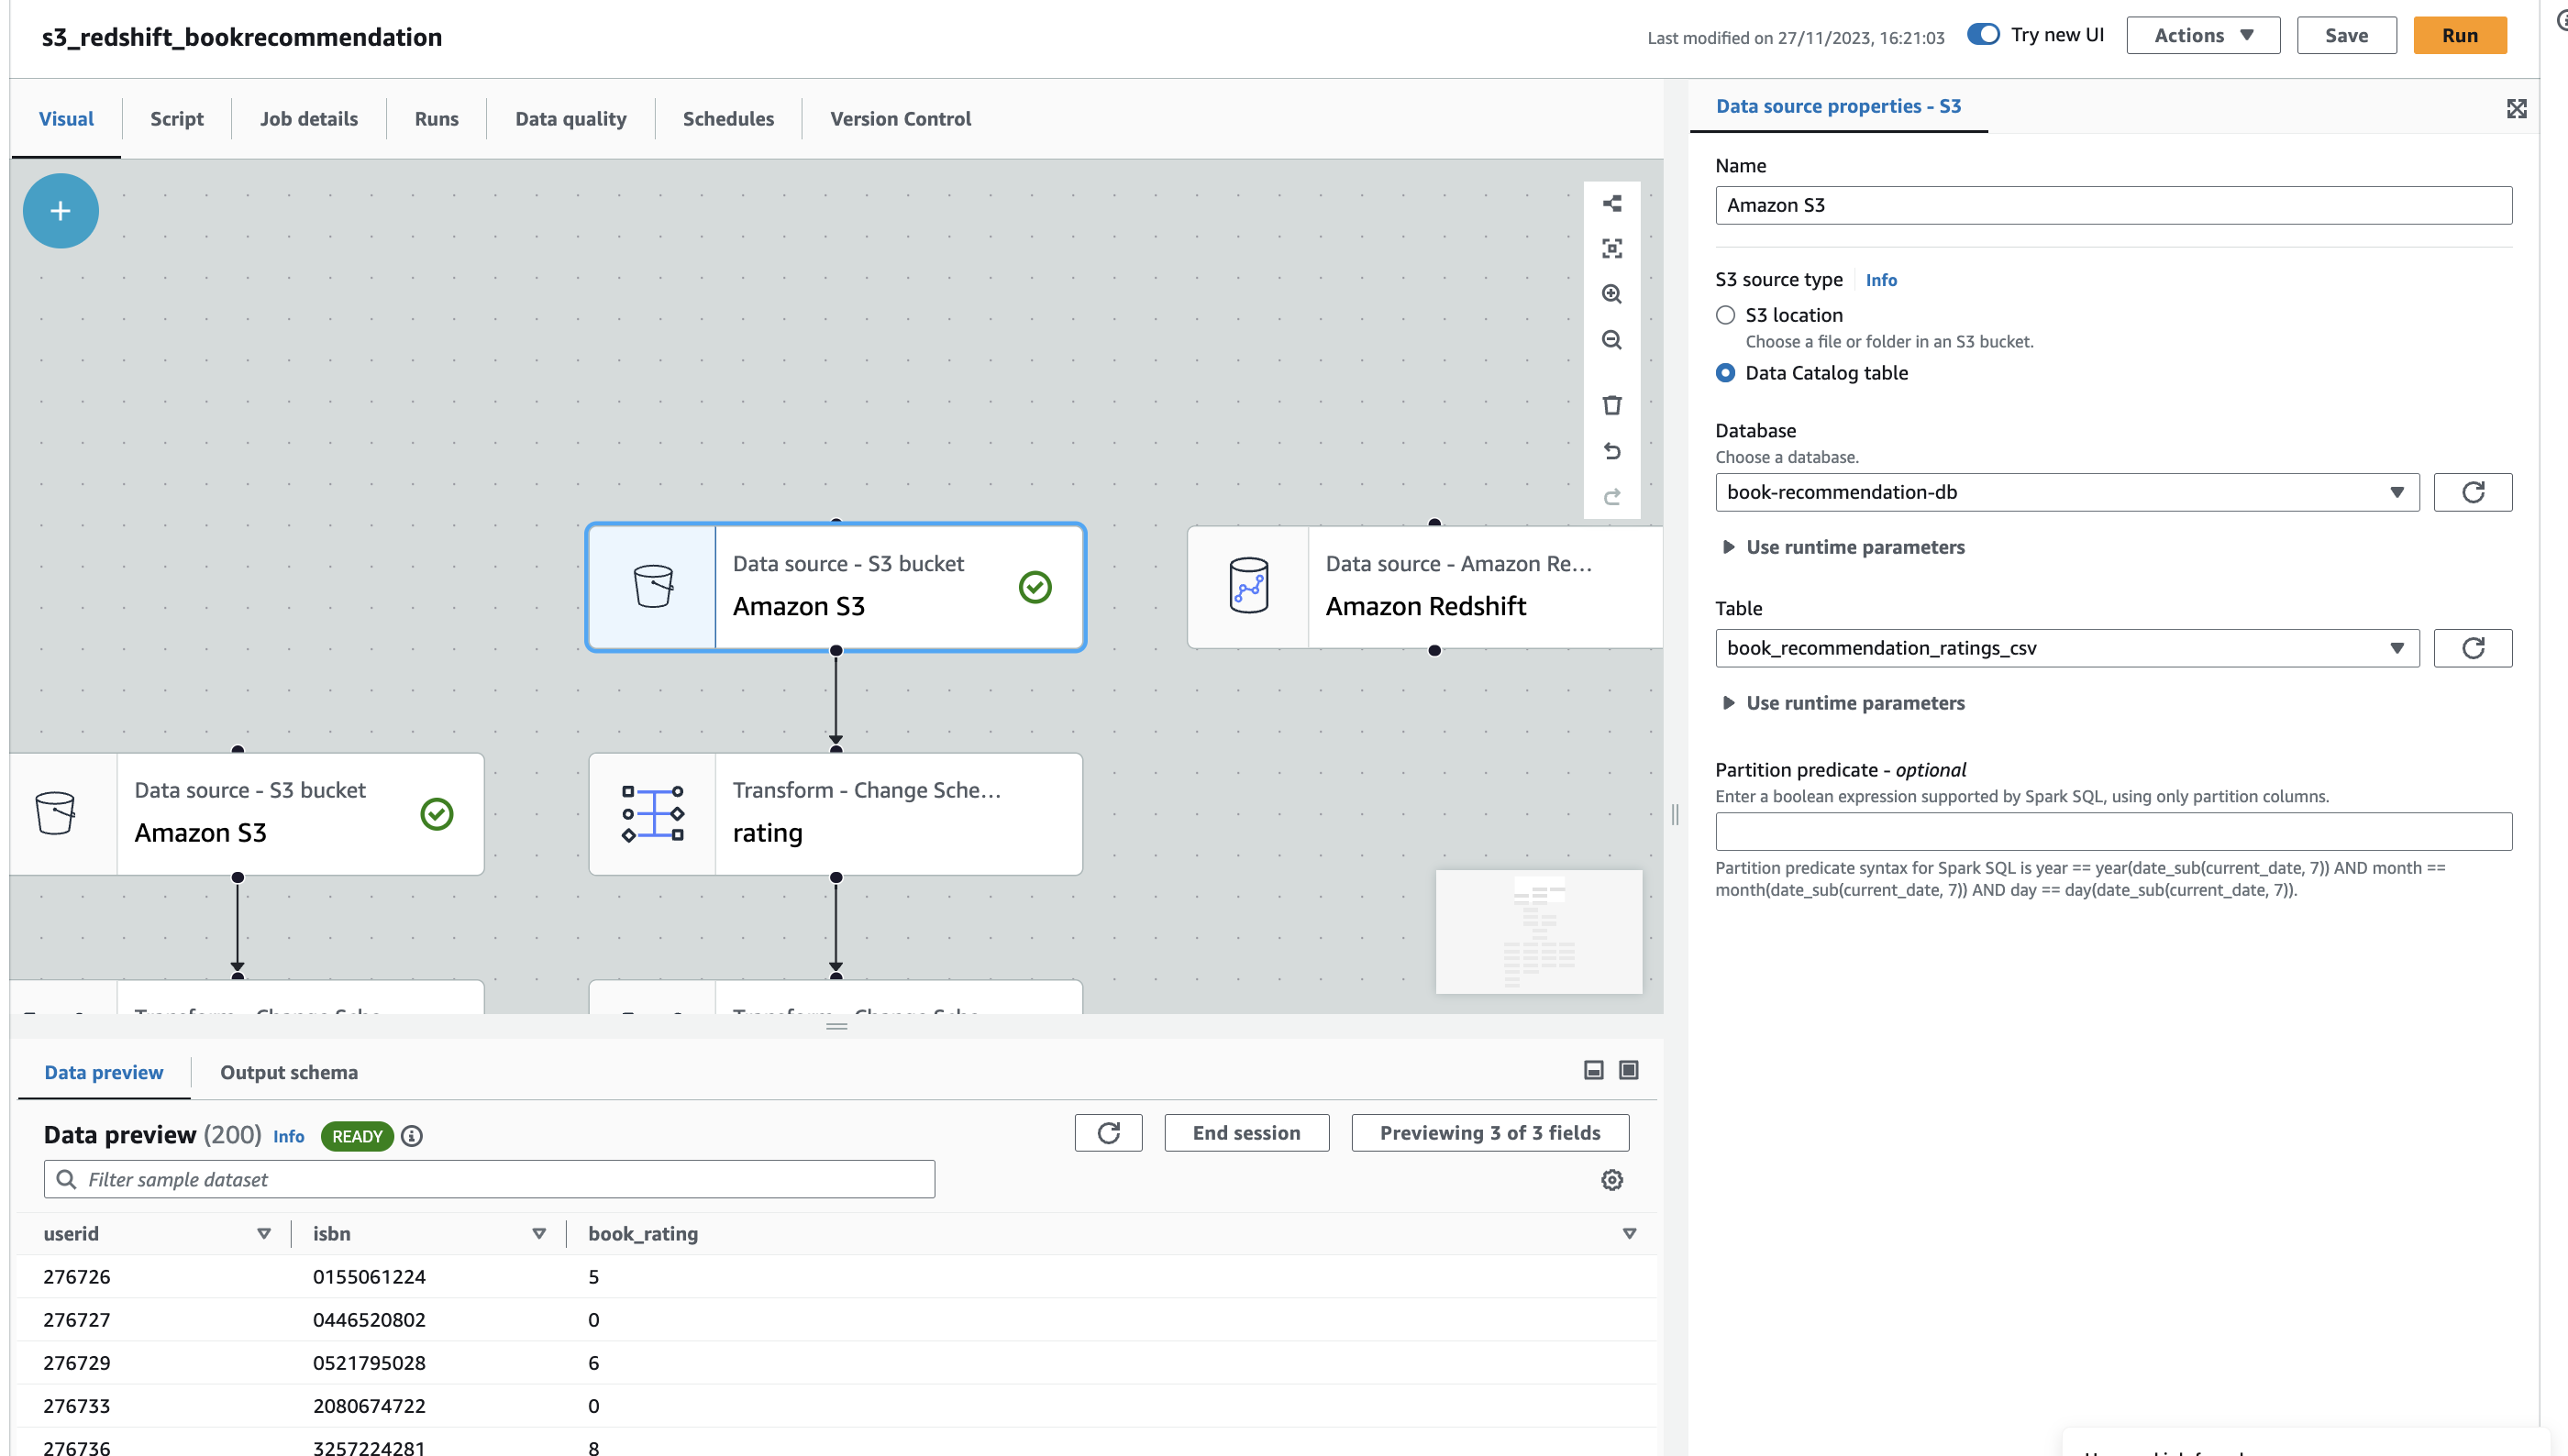 s3_redshift_bookrecommendation
Last modified on 27/11/2023, 16:21:03
Try new UI
Actions
Save
Run
Visual
Script
Job details
Runs
Data quality
Schedules
Version Control
Data source - S3 bucket
Amazon S3
Data source - Amazon Re...
Amazon Redshift
Data source - S3 bucket
Amazon S3
Transform - Change Sche...
rating
Data preview
Output schema
Data preview (200) Info READY
End session
Previewing 3 of 3 fields
Filter sample dataset
userid isbn book_rating
276726 0155061224 5
276727 0446520802 0
276729 0521795028 6
276733 2080674722 0
276736 3257224281 8
Data source properties - S3
Name
Amazon S3
S3 source type Info
S3 location
Choose a file or folder in an S3 bucket.
Data Catalog table
Database
Choose a database.
book-recommendation-db
Use runtime parameters
Table
book_recommendation_ratings_csv
Use runtime parameters
Partition predicate - optional
Enter a boolean expression supported by Spark SQL, using only partition columns.
Partition predicate syntax for Spark SQL is year == year(date_sub(current_date, 7)) AND month ==
month(date_sub(current_date, 7)) AND day == day(date_sub(current_date, 7)).